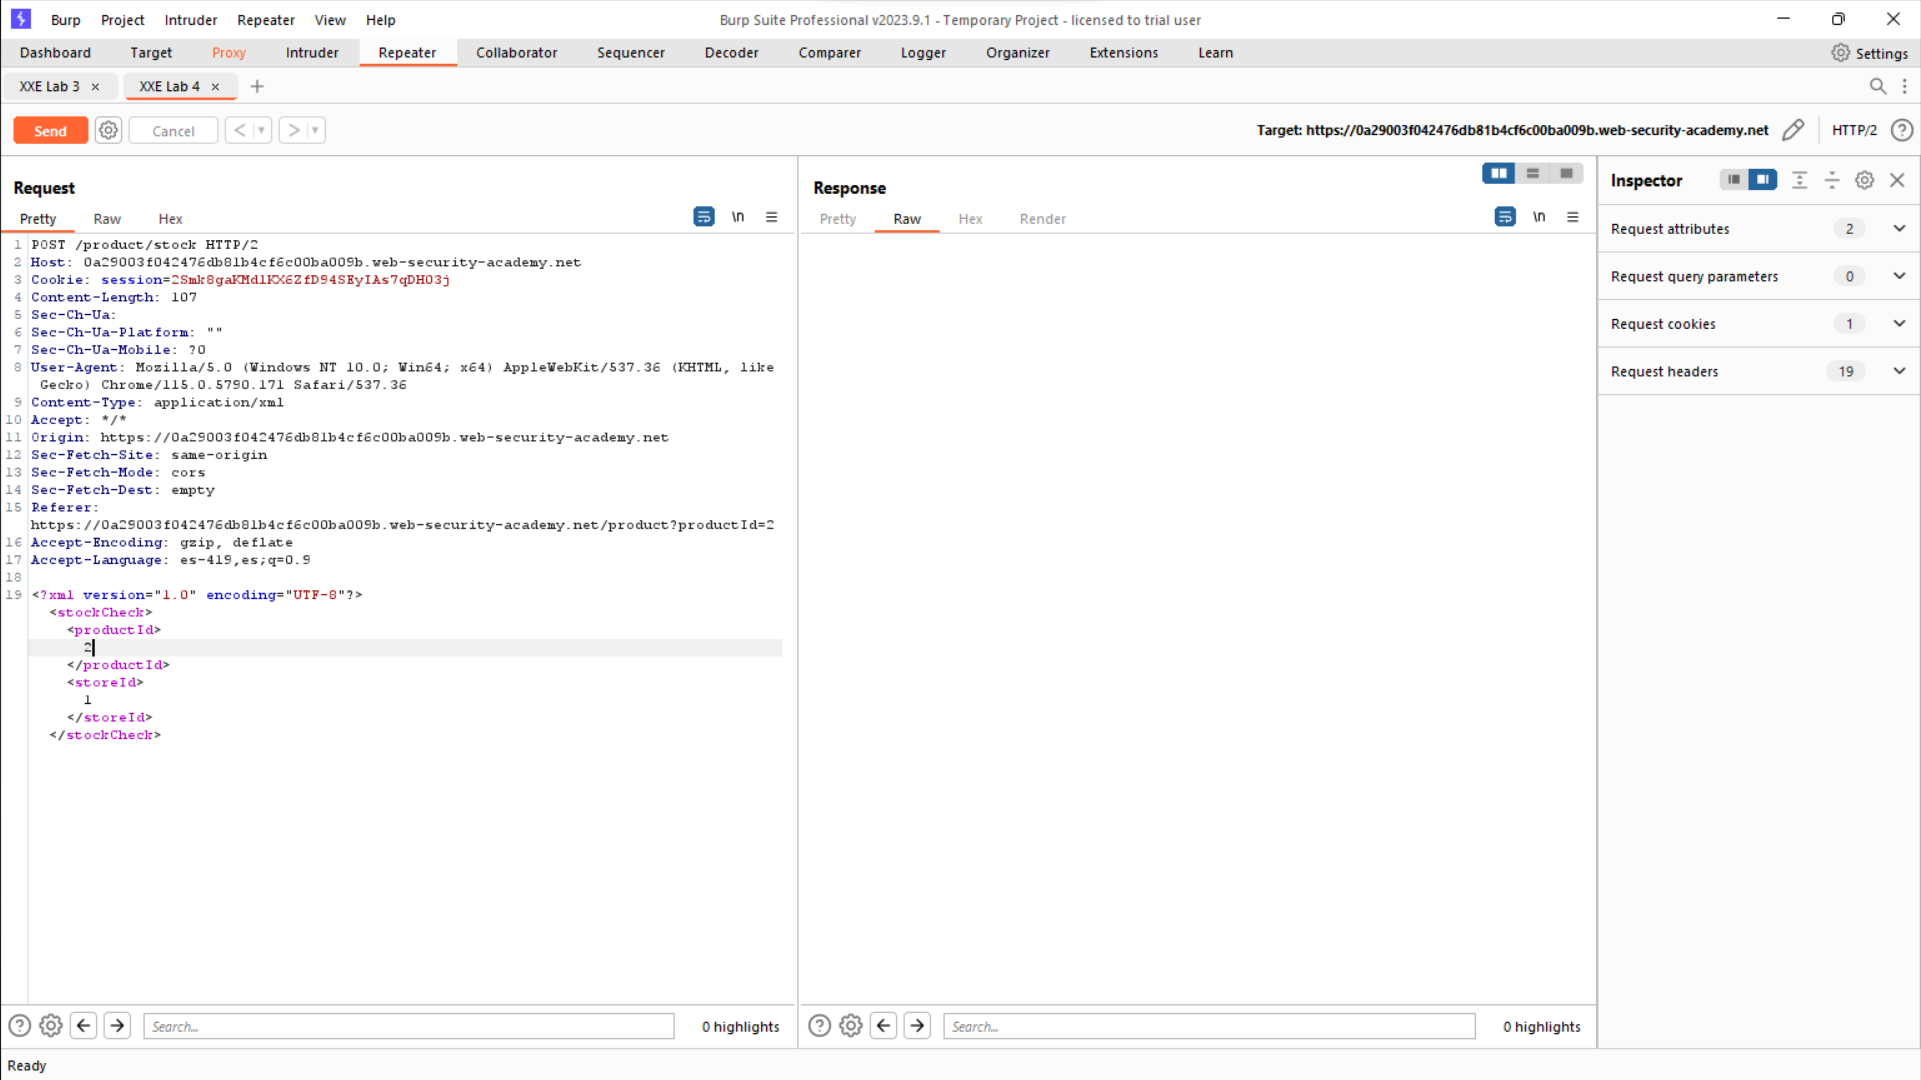 Burp Project Intruder Repeater View Help
Burp Suite Professional v2023.9.1 - Temporary Project - licensed to trial user
Dashboard Target Proxy Intruder Repeater Collaborator Sequencer Decoder Comparer Logger Organizer Extensions Learn Settings
XXE Lab 3 × XXE Lab 4 × +
Send Cancel < >
Target: https://0a29003f042476db81b4cf6c00ba009b.web-security-academy.net HTTP/2 ?
Request
Pretty Raw Hex \n
1 POST /product/stock HTTP/2
2 Host: 0a29003f042476db81b4cf6c00ba009b.web-security-academy.net
3 Cookie: session=2Smk8gaKMdlKX6ZfD94SEyIAs7qDH03j
4 Content-Length: 107
5 Sec-Ch-Ua:
6 Sec-Ch-Ua-Platform: ""
7 Sec-Ch-Ua-Mobile: ?0
8 User-Agent: Mozilla/5.0 (Windows NT 10.0; Win64; x64) AppleWebKit/537.36 (KHTML, like
Gecko) Chrome/115.0.5790.171 Safari/537.36
9 Content-Type: application/xml
10 Accept: */*
11 Origin: https://0a29003f042476db81b4cf6c00ba009b.web-security-academy.net
12 Sec-Fetch-Site: same-origin
13 Sec-Fetch-Mode: cors
14 Sec-Fetch-Dest: empty
15 Referer:
https://0a29003f042476db81b4cf6c00ba009b.web-security-academy.net/product?productId=2
16 Accept-Encoding: gzip, deflate
17 Accept-Language: es-419,es;q=0.9
18
19 <?xml version="1.0" encoding="UTF-8"?>
<stockCheck>
<productId>
2
</productId>
<storeId>
1
</storeId>
</stockCheck>
? Search... 0 highlights
Response
Pretty Raw Hex Render \n
? Search... 0 highlights
Inspector
Request attributes 2
Request query parameters 0
Request cookies 1
Request headers 19
Ready